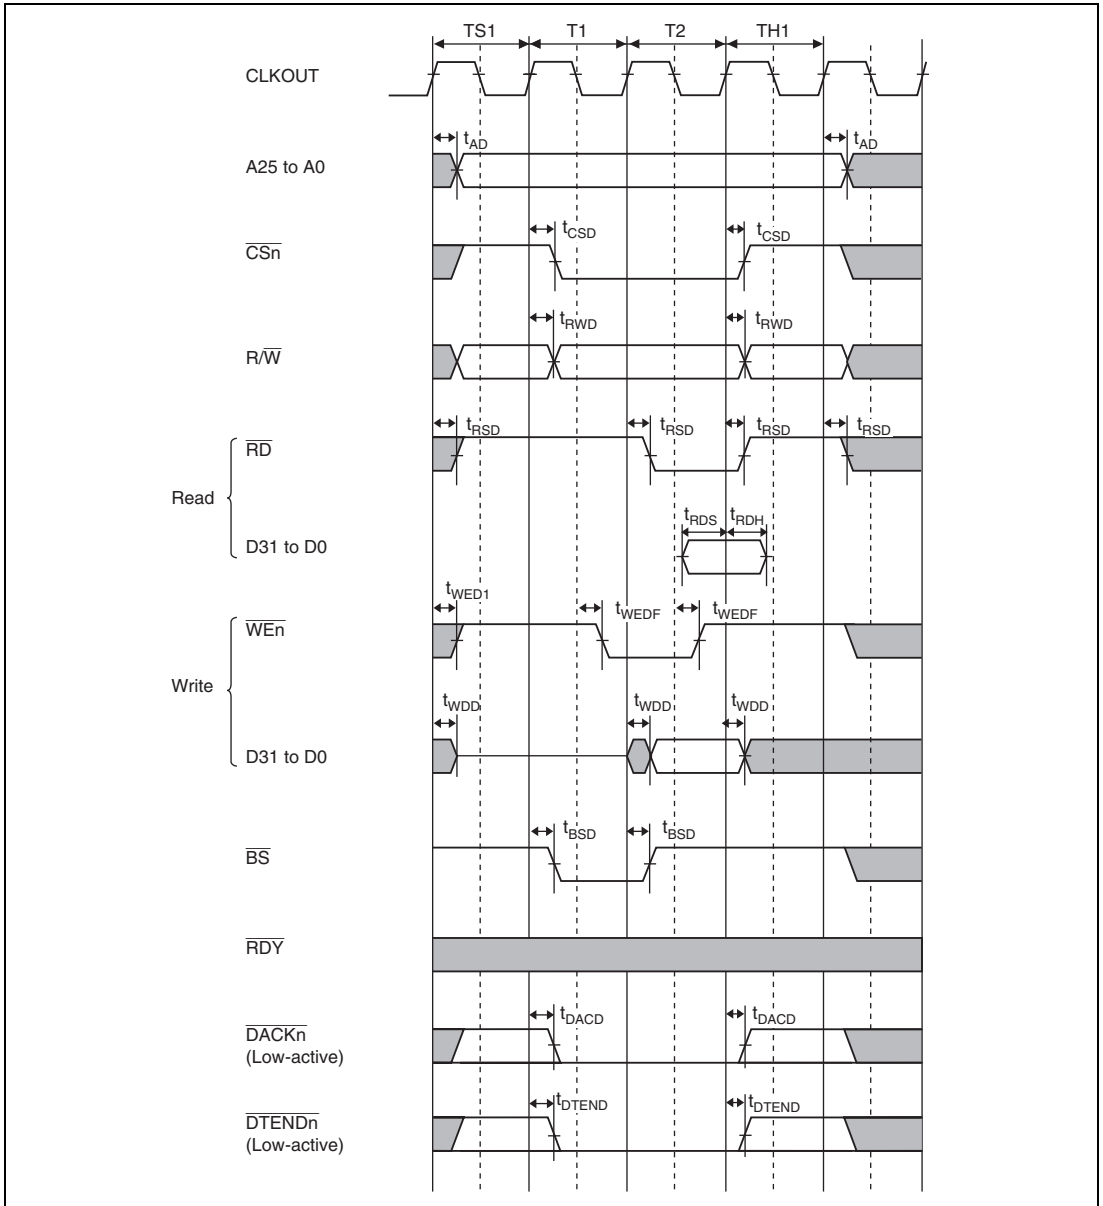 TS1 T1 T2 TH1
CLKOUT
tAD tAD
A25 to A0
tCSD tCSD
CSn
tRWD tRWD
R/W
tRSD tRSD tRSD tRSD
RD
Read
tRDS tRDH
D31 to D0
tWED1
tWEDF tWEDF
WEn
Write
tWDD tWDD tWDD
D31 to D0
tBSD tBSD
BS
RDY
tDACD tDACD
DACKn
(Low-active)
tDTEND tDTEND
DTENDn
(Low-active)